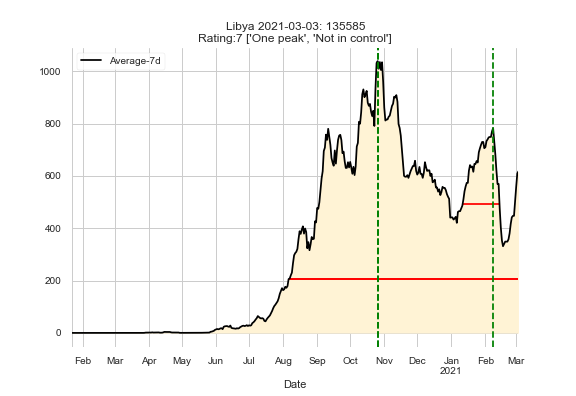 Libya 2021-03-03: 135585
Rating:7 ['One peak', 'Not in control']
Average-7d
1000
800
600
400
200
0
Feb Mar Apr May Jun Jul Aug Sep Oct Nov Dec Jan Feb Mar
2021
Date